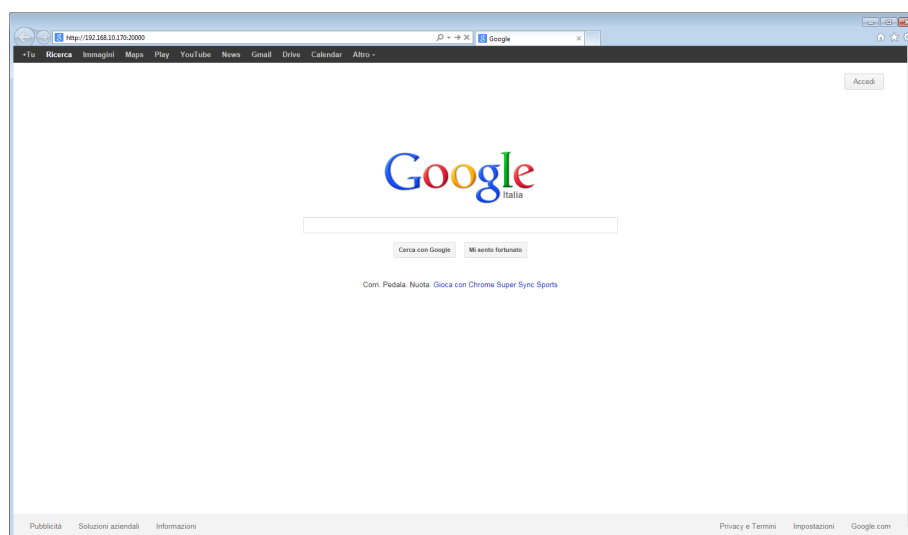 http://192.168.10.170:20000
Google
+Tu Ricerca Immagini Maps Play YouTube News Gmail Drive Calendar Altro
Accedi
Google
Italia
Cerca con Google Mi sento fortunato
Corri. Pedala. Nuota. Gioca con Chrome Super Sync Sports
Pubblicità Soluzioni aziendali Informazioni Privacy e Termini Impostazioni Google.com